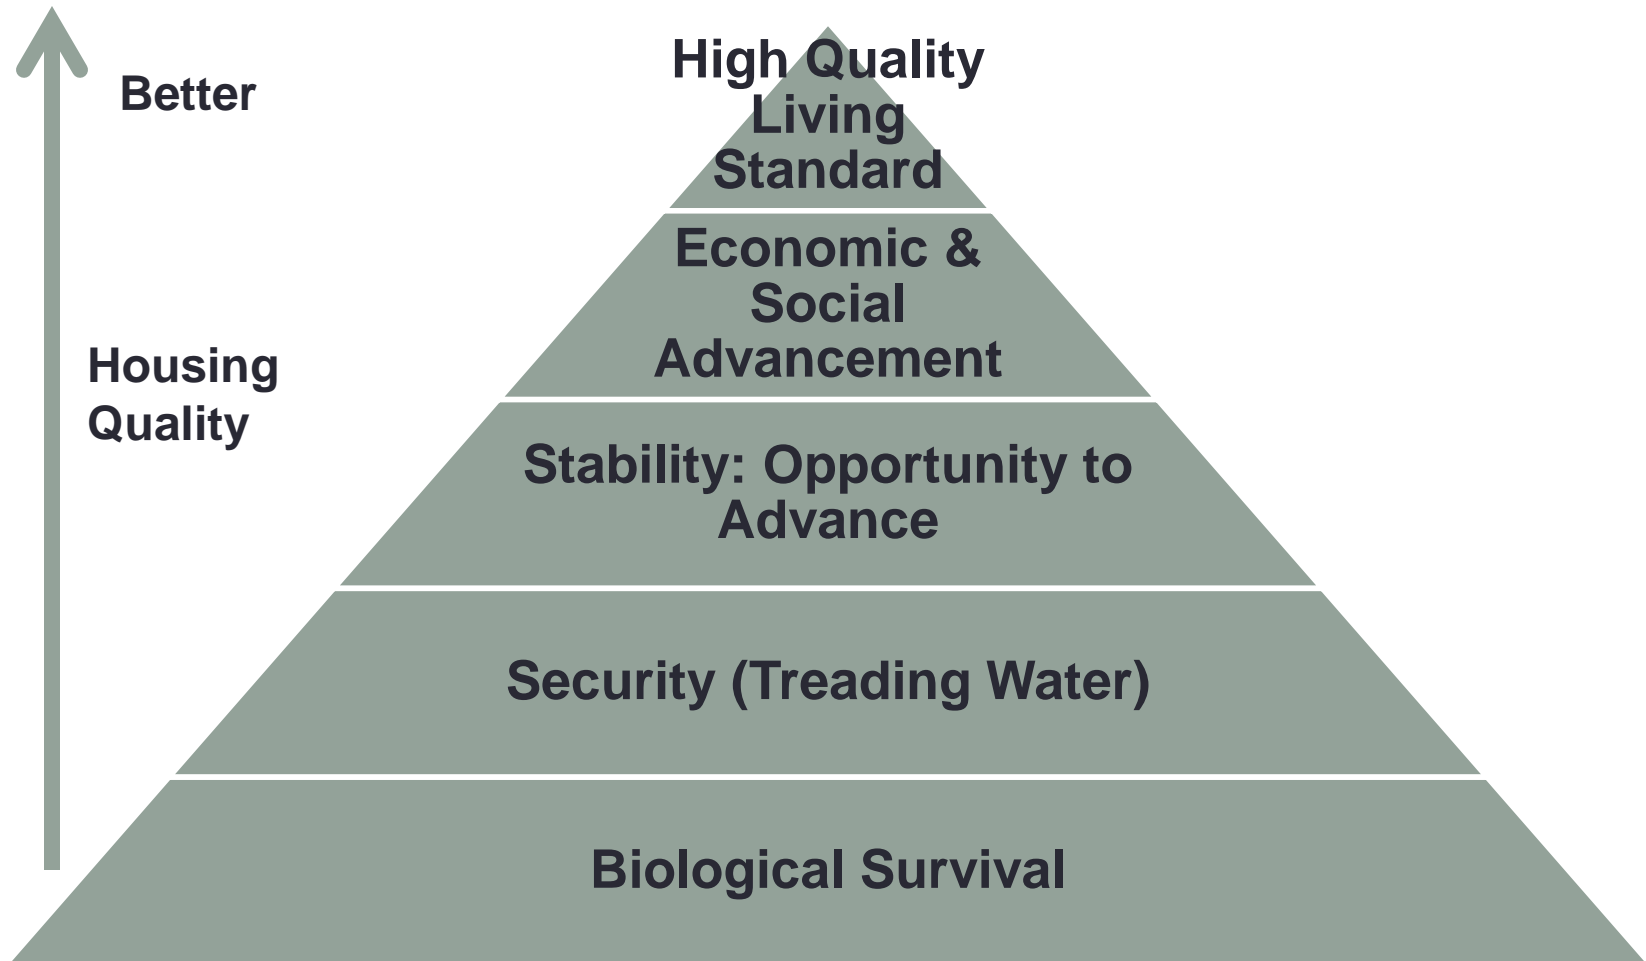 Better
Housing
Quality
High Quality
Living
Standard
Economic &
Social
Advancement
Stability: Opportunity to
Advance
Security (Treading Water)
Biological Survival